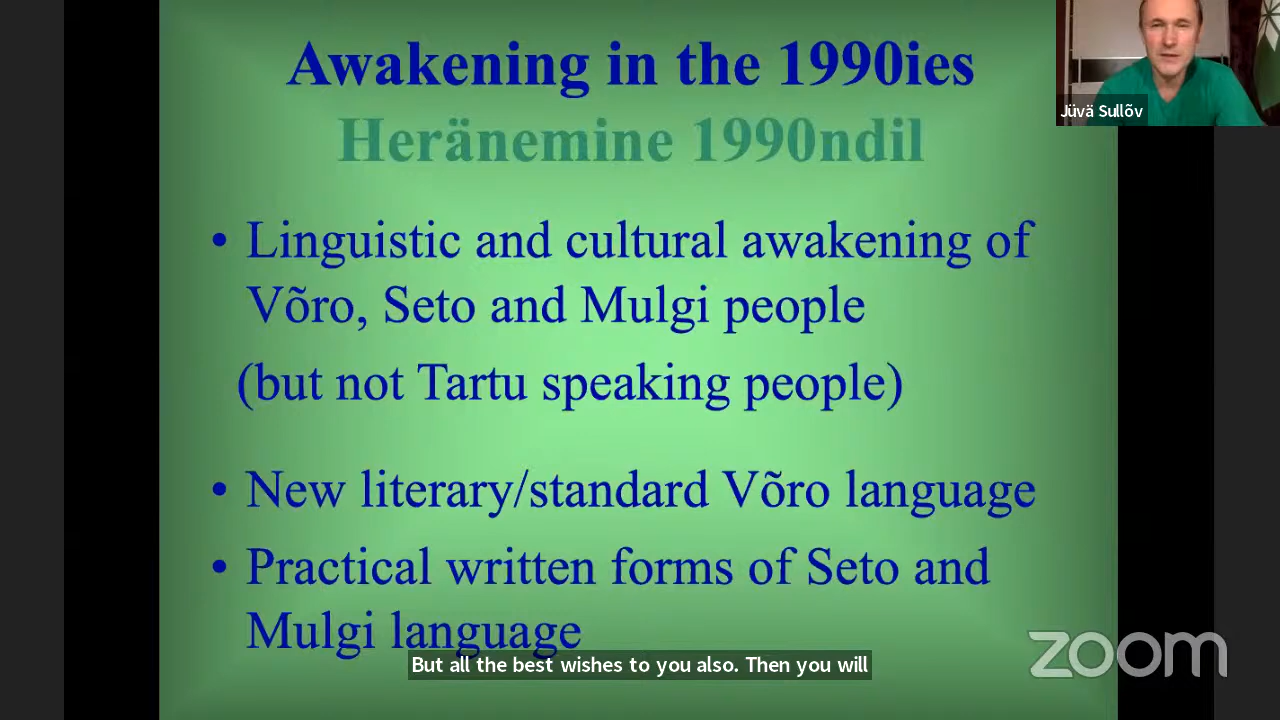 Awakening in the 1990ies
Heränemine 1990ndil
Jüvä Sullõv
• Linguistic and cultural awakening of
Võro, Seto and Mulgi people
(but not Tartu speaking people)
• New literary/standard Võro language
• Practical written forms of Seto and
Mulgi language
But all the best wishes to you also. Then you will
zoom